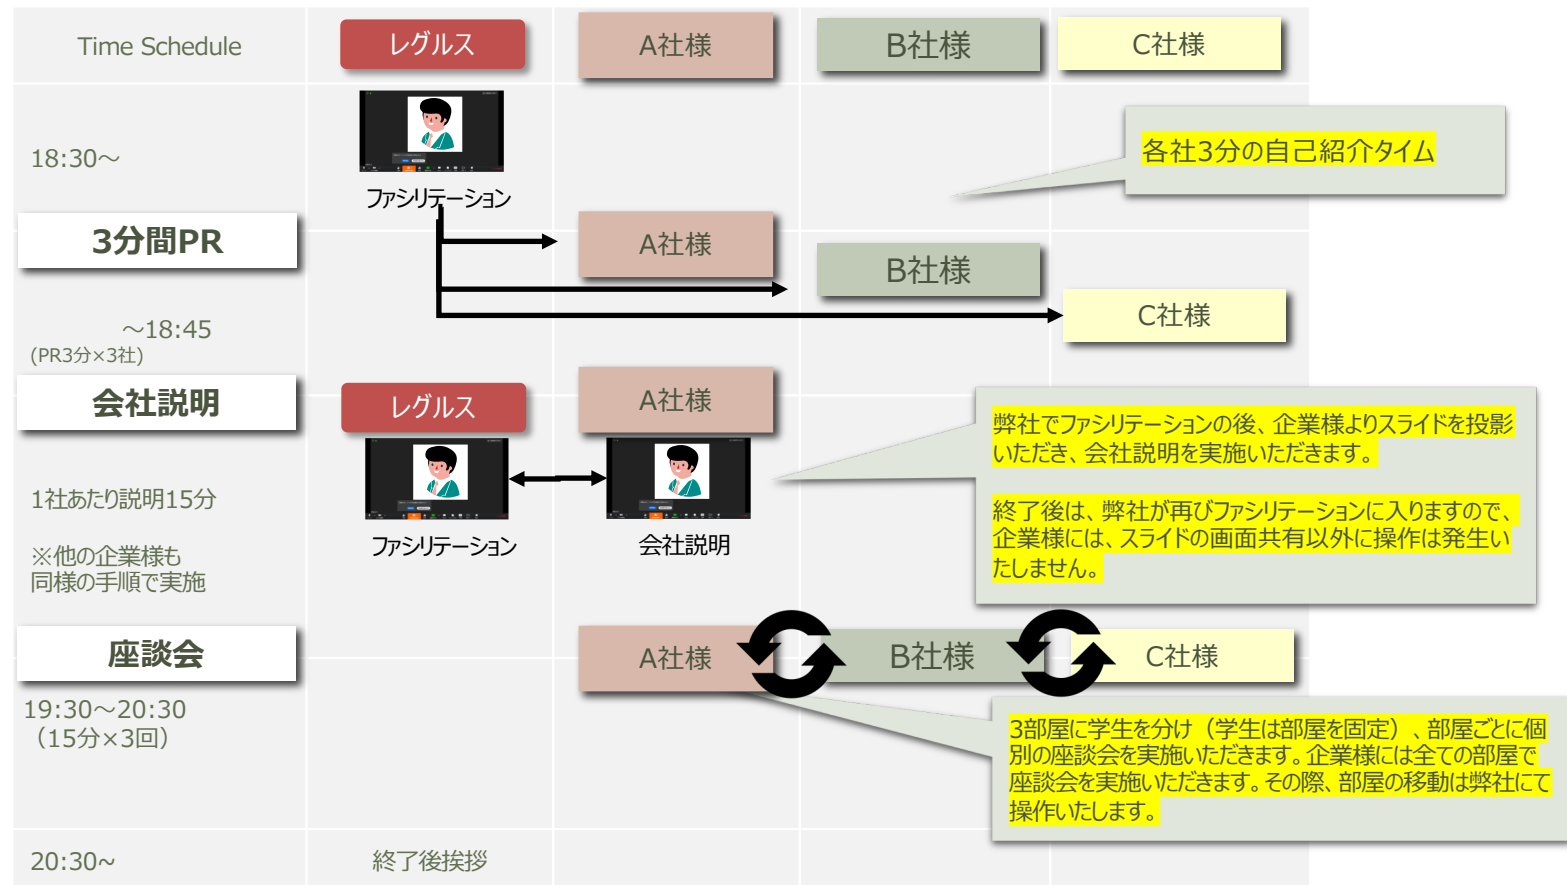 Time Schedule
レグルス
A社様
B社様
C社様
18:30～
ファシリテーション
各社3分の自己紹介タイム
3分間PR
A社様
B社様
C社様
～18:45
(PR3分×3社)
会社説明
レグルス
A社様
1社あたり説明15分
※他の企業様も
同様の手順で実施
ファシリテーション
会社説明
弊社でファシリテーションの後、企業様よりスライドを投影
いただき、会社説明を実施いただきます。
終了後は、弊社が再びファシリテーションに入りますので、
企業様には、スライドの画面共有以外に操作は発生い
たしません。
座談会
A社様
B社様
C社様
19:30～20:30
（15分×3回）
3部屋に学生を分け（学生は部屋を固定）、部屋ごとに個
別の座談会を実施いただきます。企業様には全ての部屋で
座談会を実施いただきます。その際、部屋の移動は弊社にて
操作いたします。
20:30~
終了後挨拶